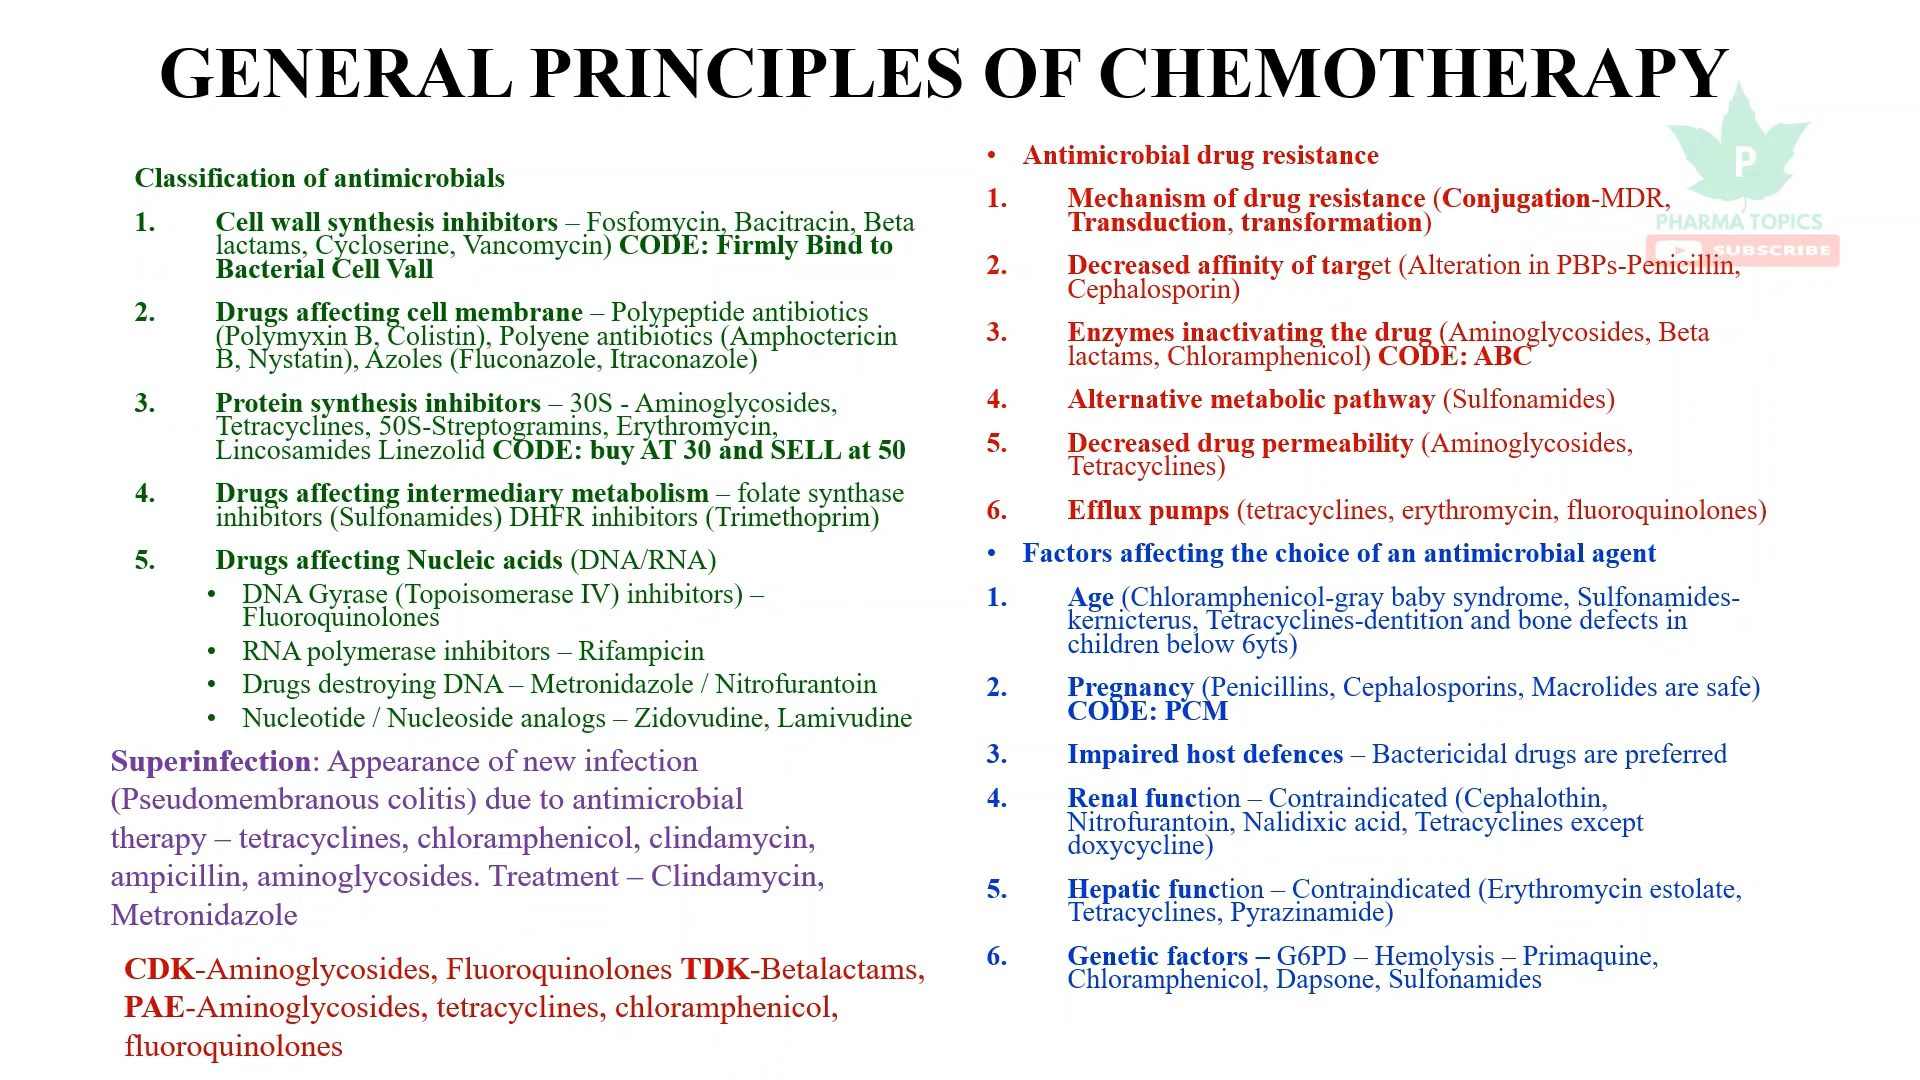 GENERAL PRINCIPLES OF CHEMOTHERAPY
Classification of antimicrobials
1. Cell wall synthesis inhibitors – Fosfomycin, Bacitracin, Beta
lactams, Cycloserine, Vancomycin) CODE: Firmly Bind to
Bacterial Cell Vall
2. Drugs affecting cell membrane – Polypeptide antibiotics
(Polymyxin B, Colistin), Polyene antibiotics (Amphoctericin
B, Nystatin), Azoles (Fluconazole, Itraconazole)
3. Protein synthesis inhibitors – 30S - Aminoglycosides,
Tetracyclines, 50S-Streptogramins, Erythromycin,
Lincosamides Linezolid CODE: buy AT 30 and SELL at 50
4. Drugs affecting intermediary metabolism – folate synthase
inhibitors (Sulfonamides) DHFR inhibitors (Trimethoprim)
5. Drugs affecting Nucleic acids (DNA/RNA)
• DNA Gyrase (Topoisomerase IV) inhibitors) –
Fluoroquinolones
• RNA polymerase inhibitors – Rifampicin
• Drugs destroying DNA – Metronidazole / Nitrofurantoin
• Nucleotide / Nucleoside analogs – Zidovudine, Lamivudine
Superinfection: Appearance of new infection
(Pseudomembranous colitis) due to antimicrobial
therapy – tetracyclines, chloramphenicol, clindamycin,
ampicillin, aminoglycosides. Treatment – Clindamycin,
Metronidazole
CDK-Aminoglycosides, Fluoroquinolones TDK-Betalactams,
PAE-Aminoglycosides, tetracyclines, chloramphenicol,
fluoroquinolones
• Antimicrobial drug resistance
1. Mechanism of drug resistance (Conjugation-MDR,
Transduction, transformation)
2. Decreased affinity of target (Alteration in PBPs-Penicillin,
Cephalosporin)
3. Enzymes inactivating the drug (Aminoglycosides, Beta
lactams, Chloramphenicol) CODE: ABC
4. Alternative metabolic pathway (Sulfonamides)
5. Decreased drug permeability (Aminoglycosides,
Tetracyclines)
6. Efflux pumps (tetracyclines, erythromycin, fluoroquinolones)
• Factors affecting the choice of an antimicrobial agent
1. Age (Chloramphenicol-gray baby syndrome, Sulfonamides-
kernicterus, Tetracyclines-dentition and bone defects in
children below 6yts)
2. Pregnancy (Penicillins, Cephalosporins, Macrolides are safe)
CODE: PCM
3. Impaired host defences – Bactericidal drugs are preferred
4. Renal function – Contraindicated (Cephalothin,
Nitrofurantoin, Nalidixic acid, Tetracyclines except
doxycycline)
5. Hepatic function – Contraindicated (Erythromycin estolate,
Tetracyclines, Pyrazinamide)
6. Genetic factors – G6PD – Hemolysis – Primaquine,
Chloramphenicol, Dapsone, Sulfonamides
P
PHARMA TOPICS
SUBSCRIBE